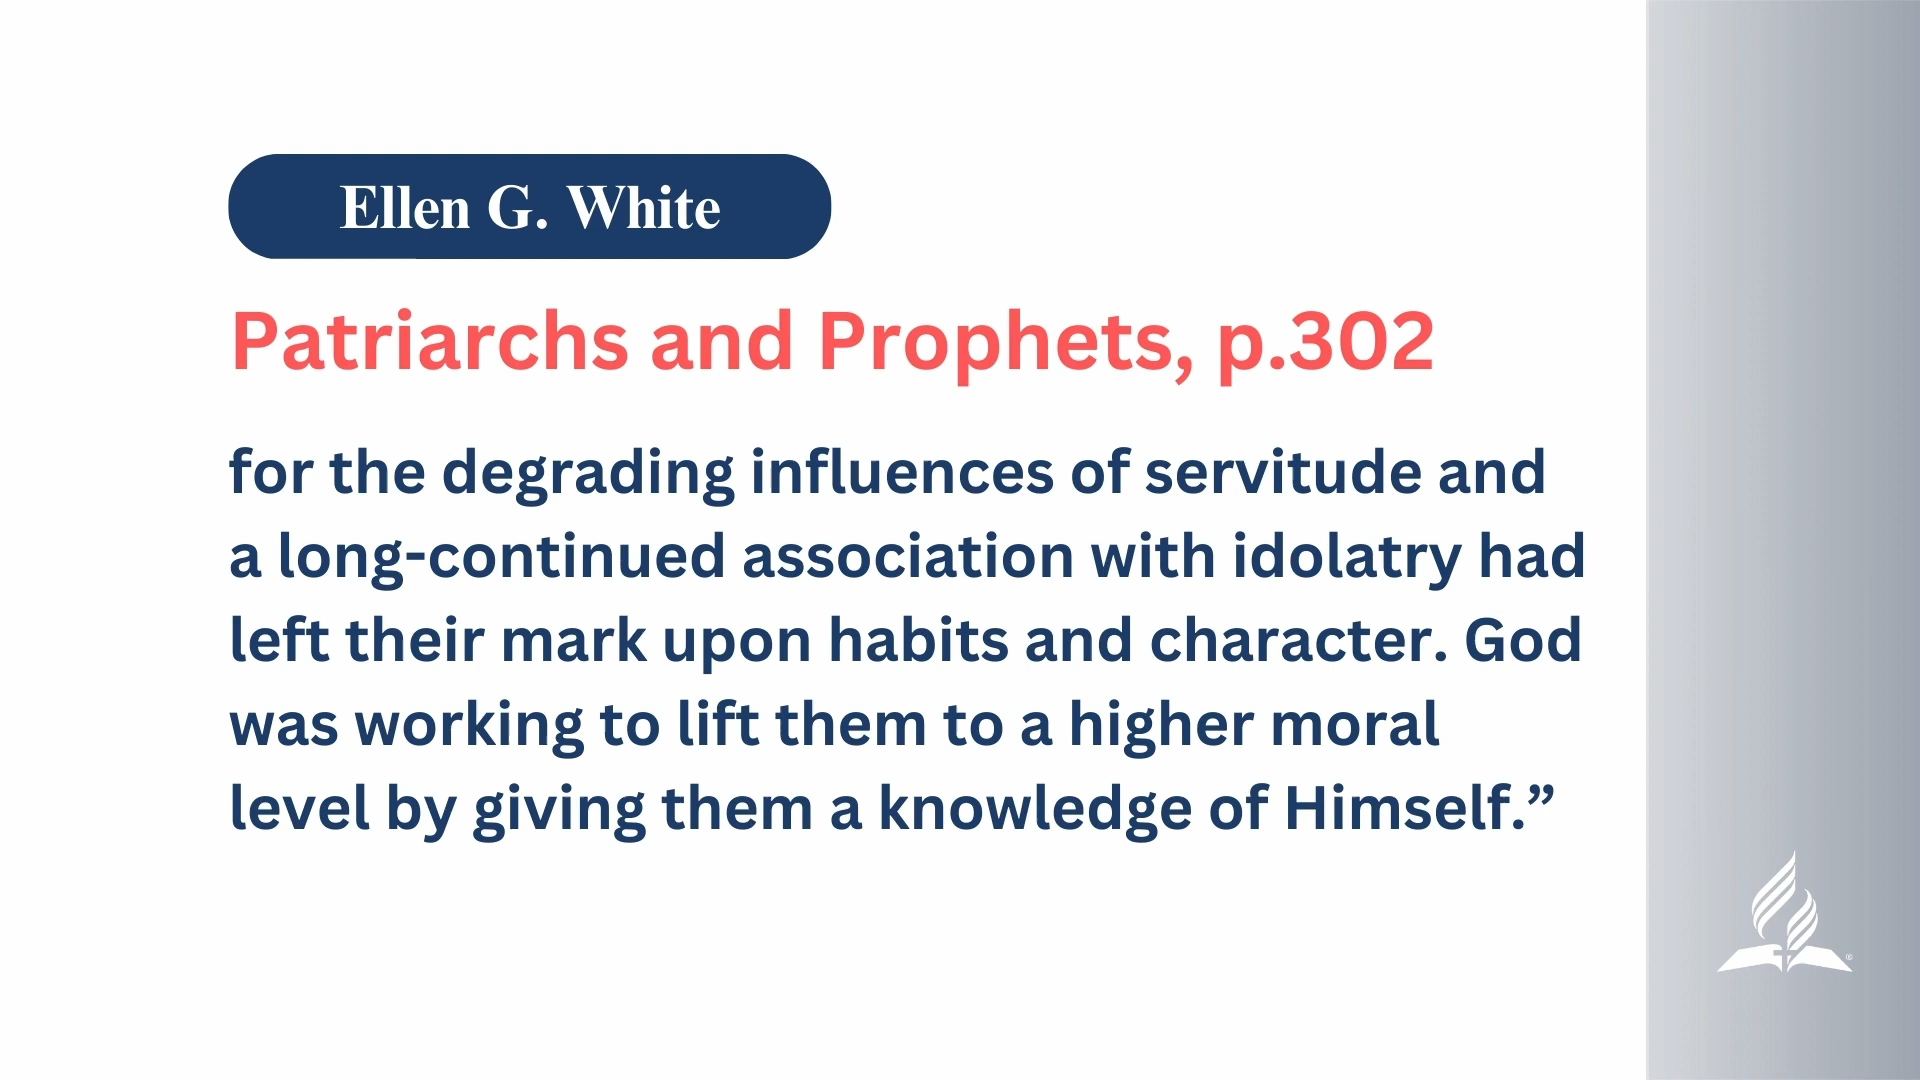 Ellen G. White
Patriarchs and Prophets, p.302
for the degrading influences of servitude and
a long-continued association with idolatry had
left their mark upon habits and character. God
was working to lift them to a higher moral
level by giving them a knowledge of Himself.”
®